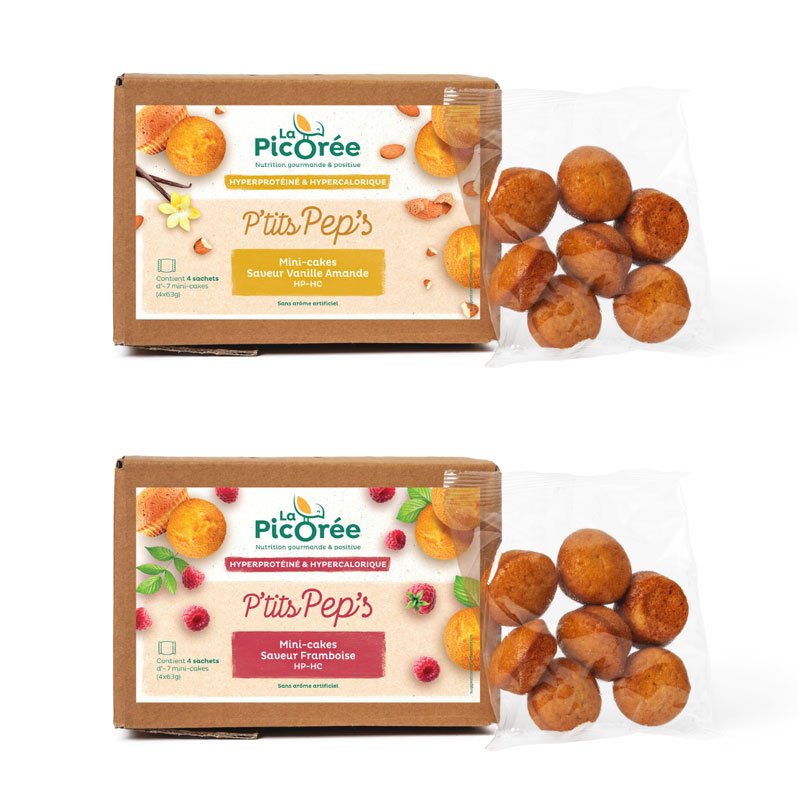 La
Picorée
Nutrition gourmande & positive
HYPERPROTÉINÉ & HYPERCALORIQUE
P'tits Pep's
Mini-cakes
Saveur Vanille Amande
HP-HC
Contient 4 sachets
d'~7 mini-cakes
(4x63g)
Sans arôme artificiel
La
Picorée
Nutrition gourmande & positive
HYPERPROTÉINÉ & HYPERCALORIQUE
P'tits Pep's
Mini-cakes
Saveur Framboise
HP-HC
Contient 4 sachets
d'~7 mini-cakes
(4x63g)
Sans arôme artificiel